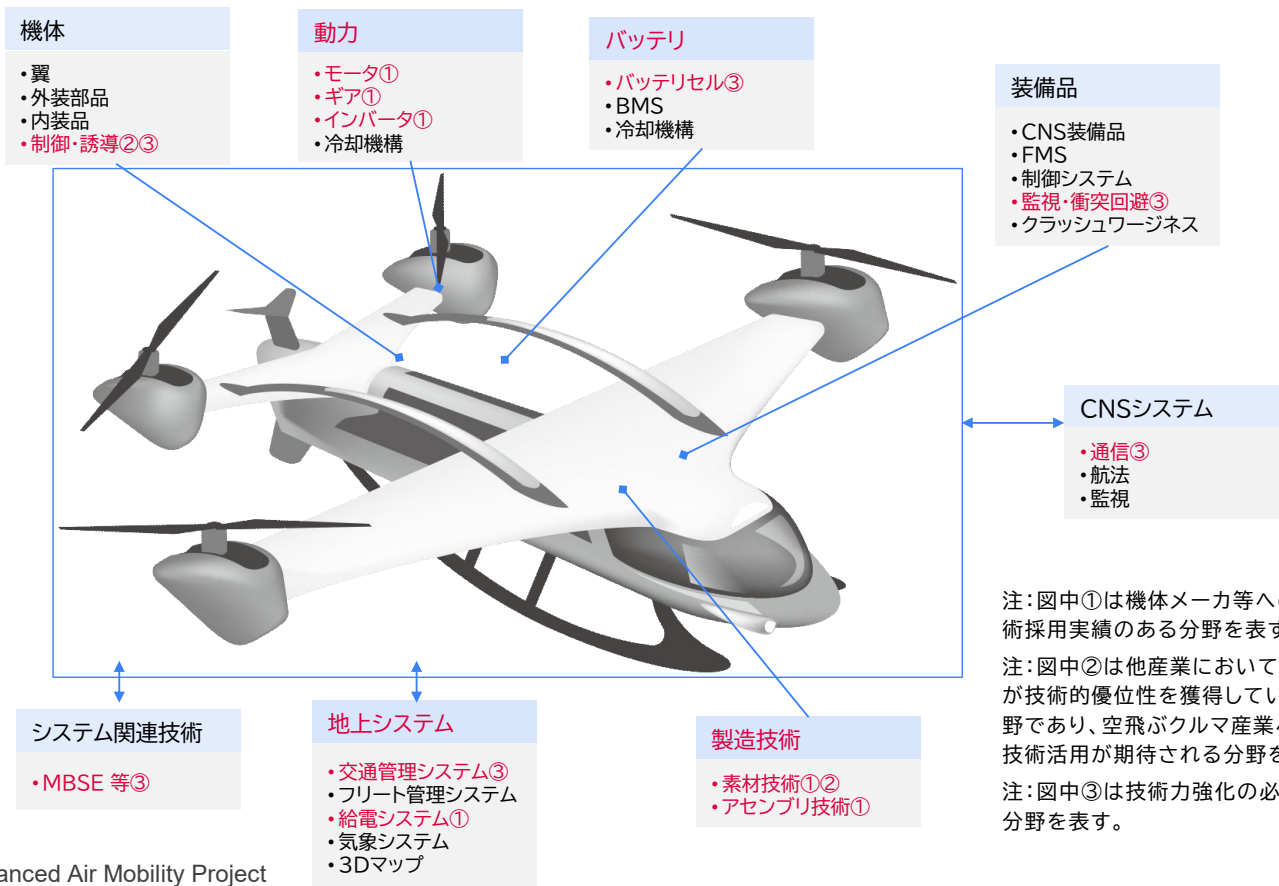 機体
・翼
・外装部品
・内装品
・制御・誘導②③
動力
・モータ①
・ギア①
・インバータ①
・冷却機構
バッテリ
・バッテリセル③
・BMS
・冷却機構
装備品
・CNS装備品
・FMS
・制御システム
・監視・衝突回避③
・クラッシュワージネス
CNSシステム
・通信③
・航法
・監視
注：図中①は機体メーカ等への
術採用実績のある分野を表す
注：図中②は他産業において
が技術的優位性を獲得してい
野であり、空飛ぶクルマ産業へ
技術活用が期待される分野を
注：図中③は技術力強化の必
分野を表す。
システム関連技術
・MBSE 等③
地上システム
・交通管理システム③
・フリート管理システム
・給電システム①
・気象システム
・3Dマップ
製造技術
・素材技術①②
・アセンブリ技術①
anced Air Mobility Project